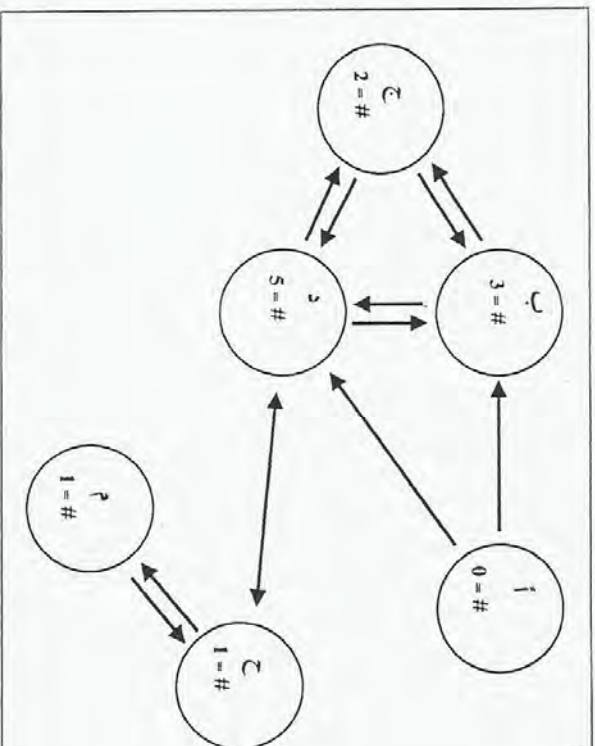 أ
0 = #
ب
3 = #
ج
2 = #
د
5 = #
ح
1 = #
م
1 = #